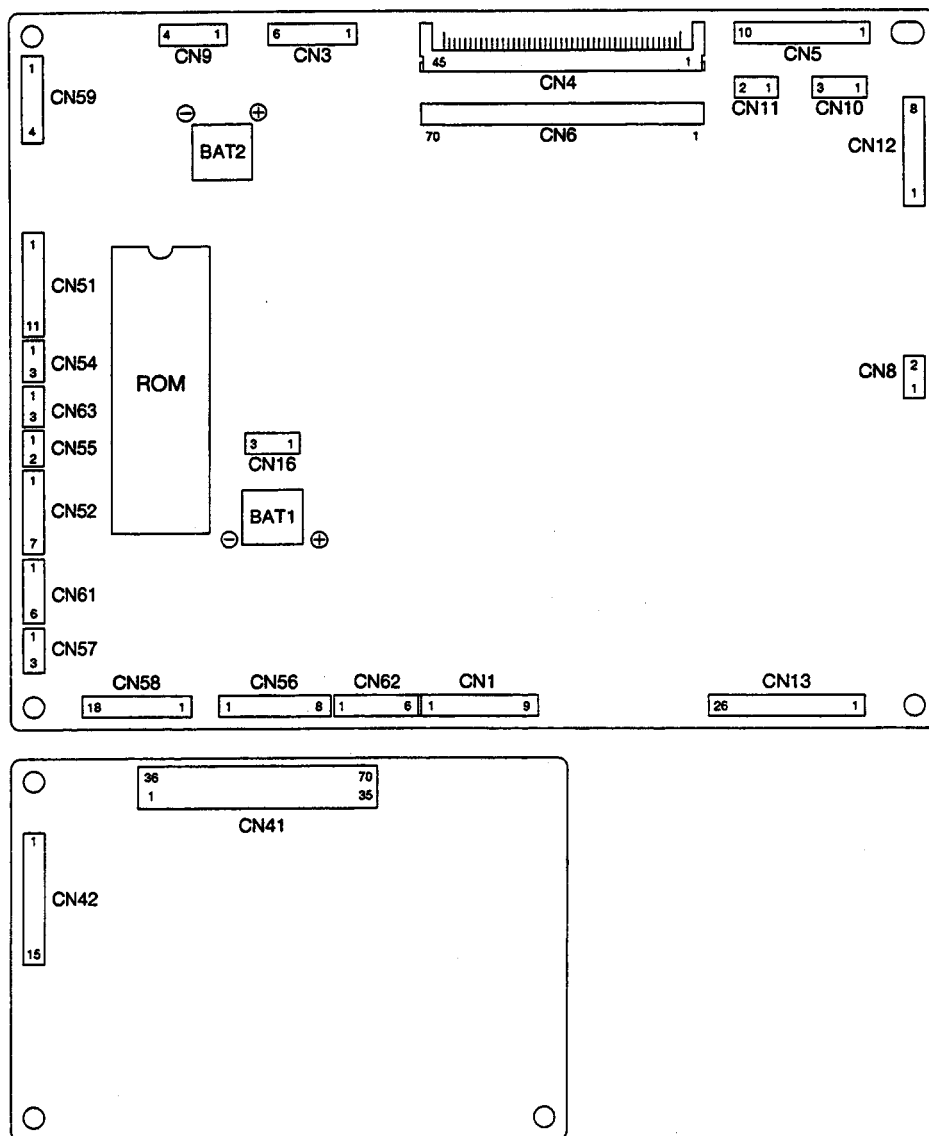 4 1
CN9
6 1
CN3
45 1
CN4
10 1
CN5
1
4
CN59
2 1
CN11
3 1
CN10
70 1
CN6
8
1
CN12
− +
BAT2
1
11
CN51
1
3
CN54
1
3
CN63
1
2
CN55
1
7
CN52
1
6
CN61
1
3
CN57
ROM
3 1
CN16
BAT1
− +
2
1
CN8
CN58
18 1
CN56
1 8
CN62
1 6
CN1
1 9
CN13
26 1
36 70
1 35
CN41
1
15
CN42